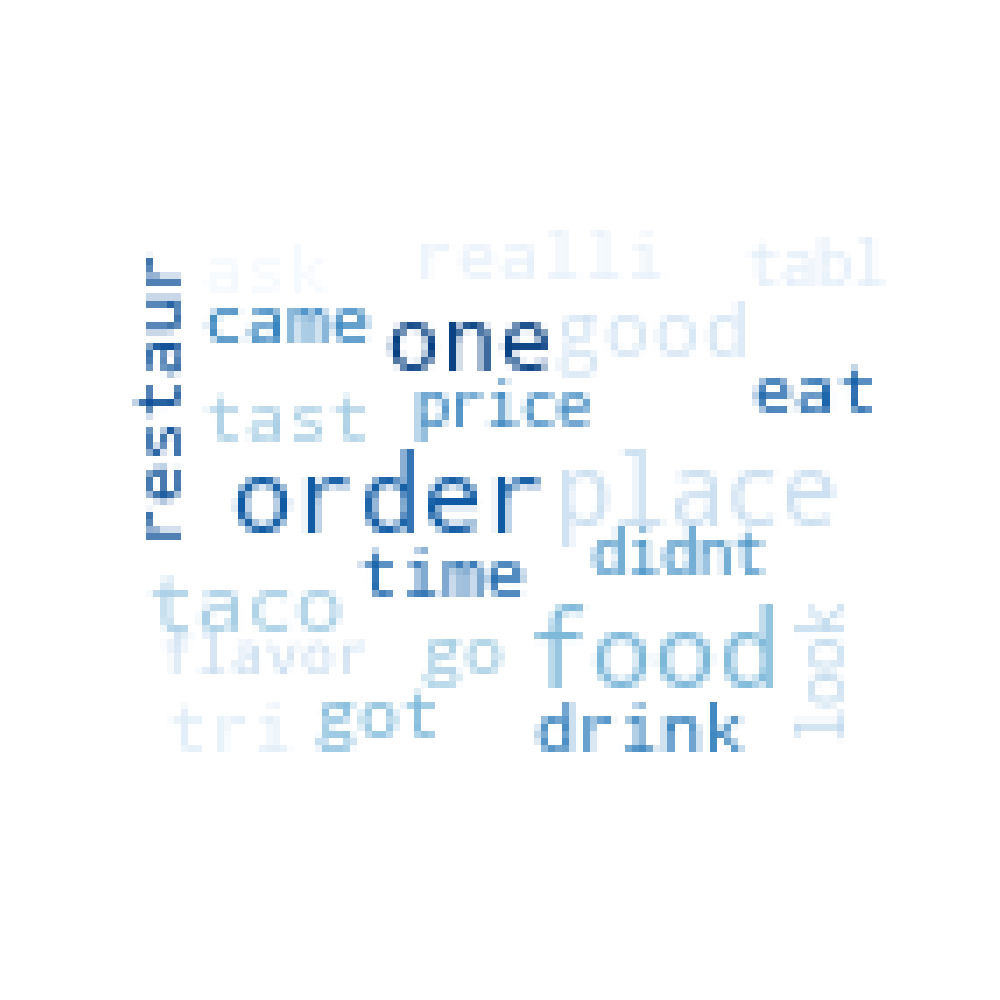 ask realli tabl
restaur
came one good
tast price eat
order place
time didnt
taco food
flavor go look
tri got drink